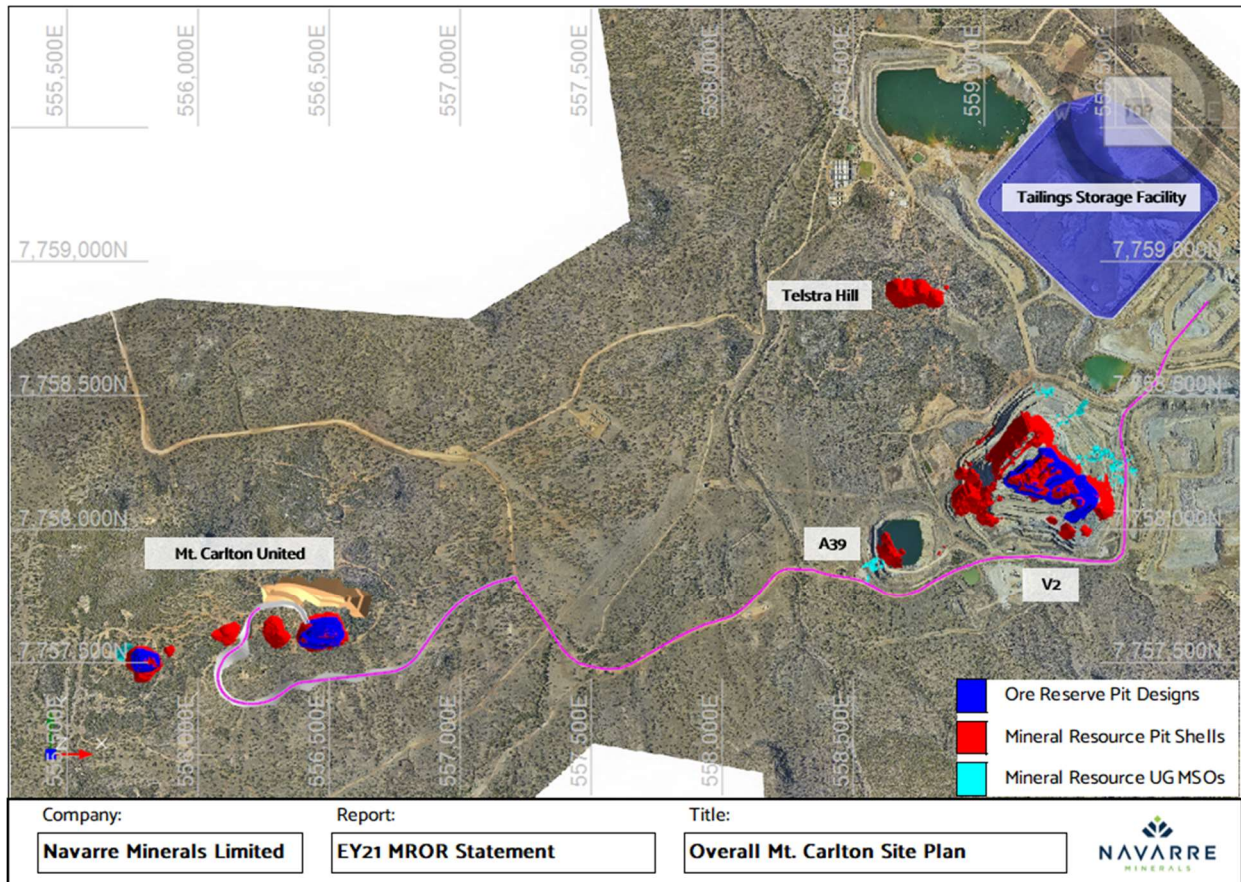 555,500E
556,000E
556,500E
557,000E
557,500E
558,000E
558,500E
TOP
W
E
Tailings Storage Facility
7,759,000N
7,759,000N
Telstra Hill
7,758,500N
7,758,000N
7,758,000N
A39
Mt. Carlton United
V2
7,757,500N
7,757,500N
556,000E
556,500E
557,000E
557,500E
558,000E
558,500E
Ore Reserve Pit Designs
Mineral Resource Pit Shells
Mineral Resource UG MSOs
Company:
Report:
Title:
Navarre Minerals Limited
EY21 MROR Statement
Overall Mt. Carlton Site Plan
NAVARRE
MINERALS